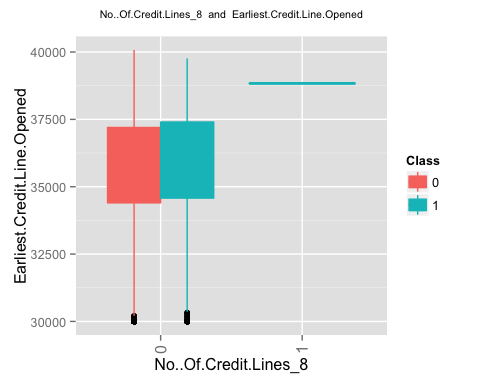 No..Of.Credit.Lines_8 and Earliest.Credit.Line.Opened
40000
37500
35000
32500
30000
Earliest.Credit.Line.Opened
0
1
No..Of.Credit.Lines_8
Class
0
1